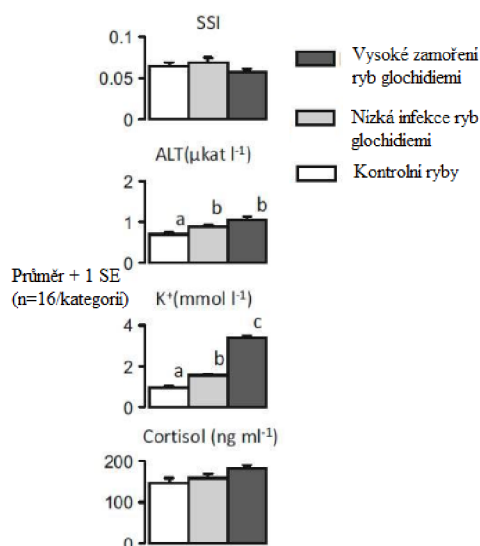 SSI
0.1
0.05
0
Vysoké zamoření
ryb glochidiemi
Nízká infekce ryb
glochidiemi
Kontrolní ryby
ALT(µkat l-1)
2
1
0
a
b
b
Průměr + 1 SE
(n=16/kategorii)
K+(mmol l-1)
4
2
0
a
b
c
Cortisol (ng ml-1)
200
100
0